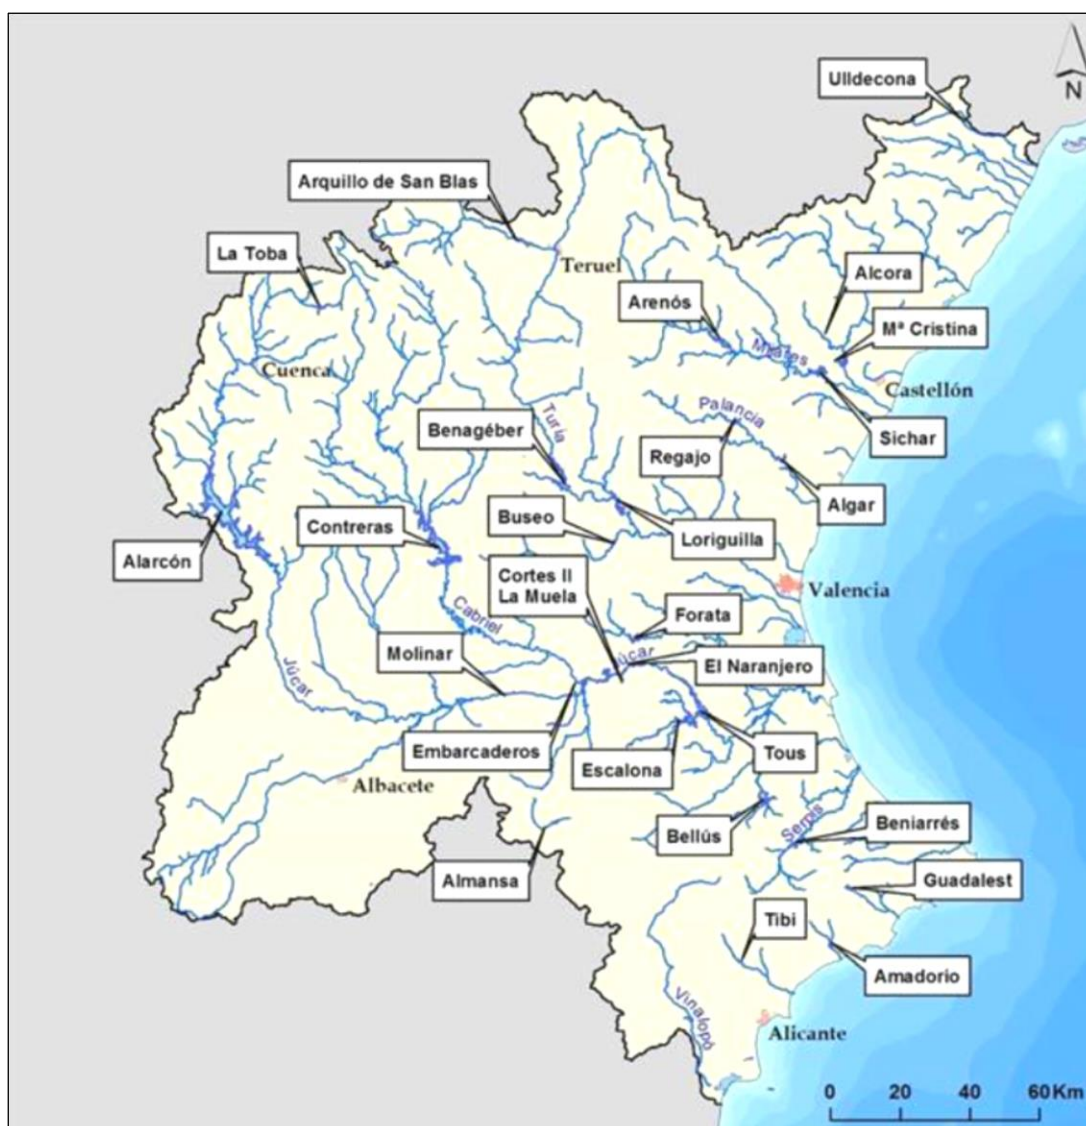 Ulldecona
N
Arquillo de San Blas
La Toba
Teruel
Alcora
Arenós
Mª Cristina
Mijares
Cuenca
Castellón
Palancia
Turia
Benagéber
Sichar
Regajo
Algar
Buseo
Contreras
Loriguilla
Alarcón
Cortes II
La Muela
Valencia
Cabriel
Forata
Molinar
Júcar
El Naranjero
Júcar
Embarcaderos
Tous
Escalona
Albacete
Serpis
Beniarrés
Bellús
Almansa
Guadalest
Tibi
Amadorio
Vinalopó
Alicante
0 20 40 60 Km